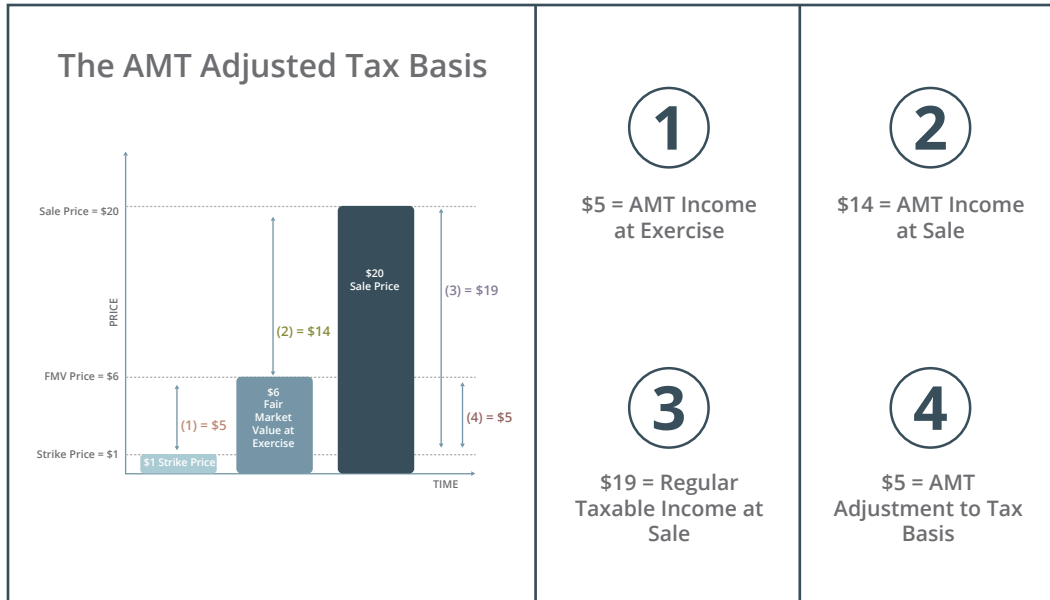 The AMT Adjusted Tax Basis
Sale Price = $20
PRICE
FMV Price = $6
Strike Price = $1
$20
Sale Price
(3) = $19
(2) = $14
$6
Fair
Market
Value at
Exercise
(1) = $5
(4) = $5
$1 Strike Price
TIME
1
$5 = AMT Income
at Exercise
2
$14 = AMT Income
at Sale
3
$19 = Regular
Taxable Income at
Sale
4
$5 = AMT
Adjustment to Tax
Basis